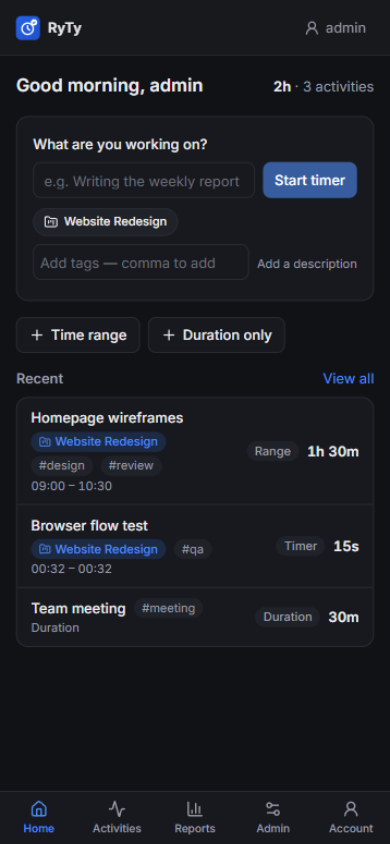 RyTy
admin
Good morning, admin
2h · 3 activities
What are you working on?
e.g. Writing the weekly report
Start timer
Website Redesign
Add tags — comma to add
Add a description
+ Time range
+ Duration only
Recent
View all
Homepage wireframes
Website Redesign
#design #review
09:00 – 10:30
Range 1h 30m
Browser flow test
Website Redesign #qa
00:32 – 00:32
Timer 15s
Team meeting #meeting
Duration
Duration 30m
Home
Activities
Reports
Admin
Account